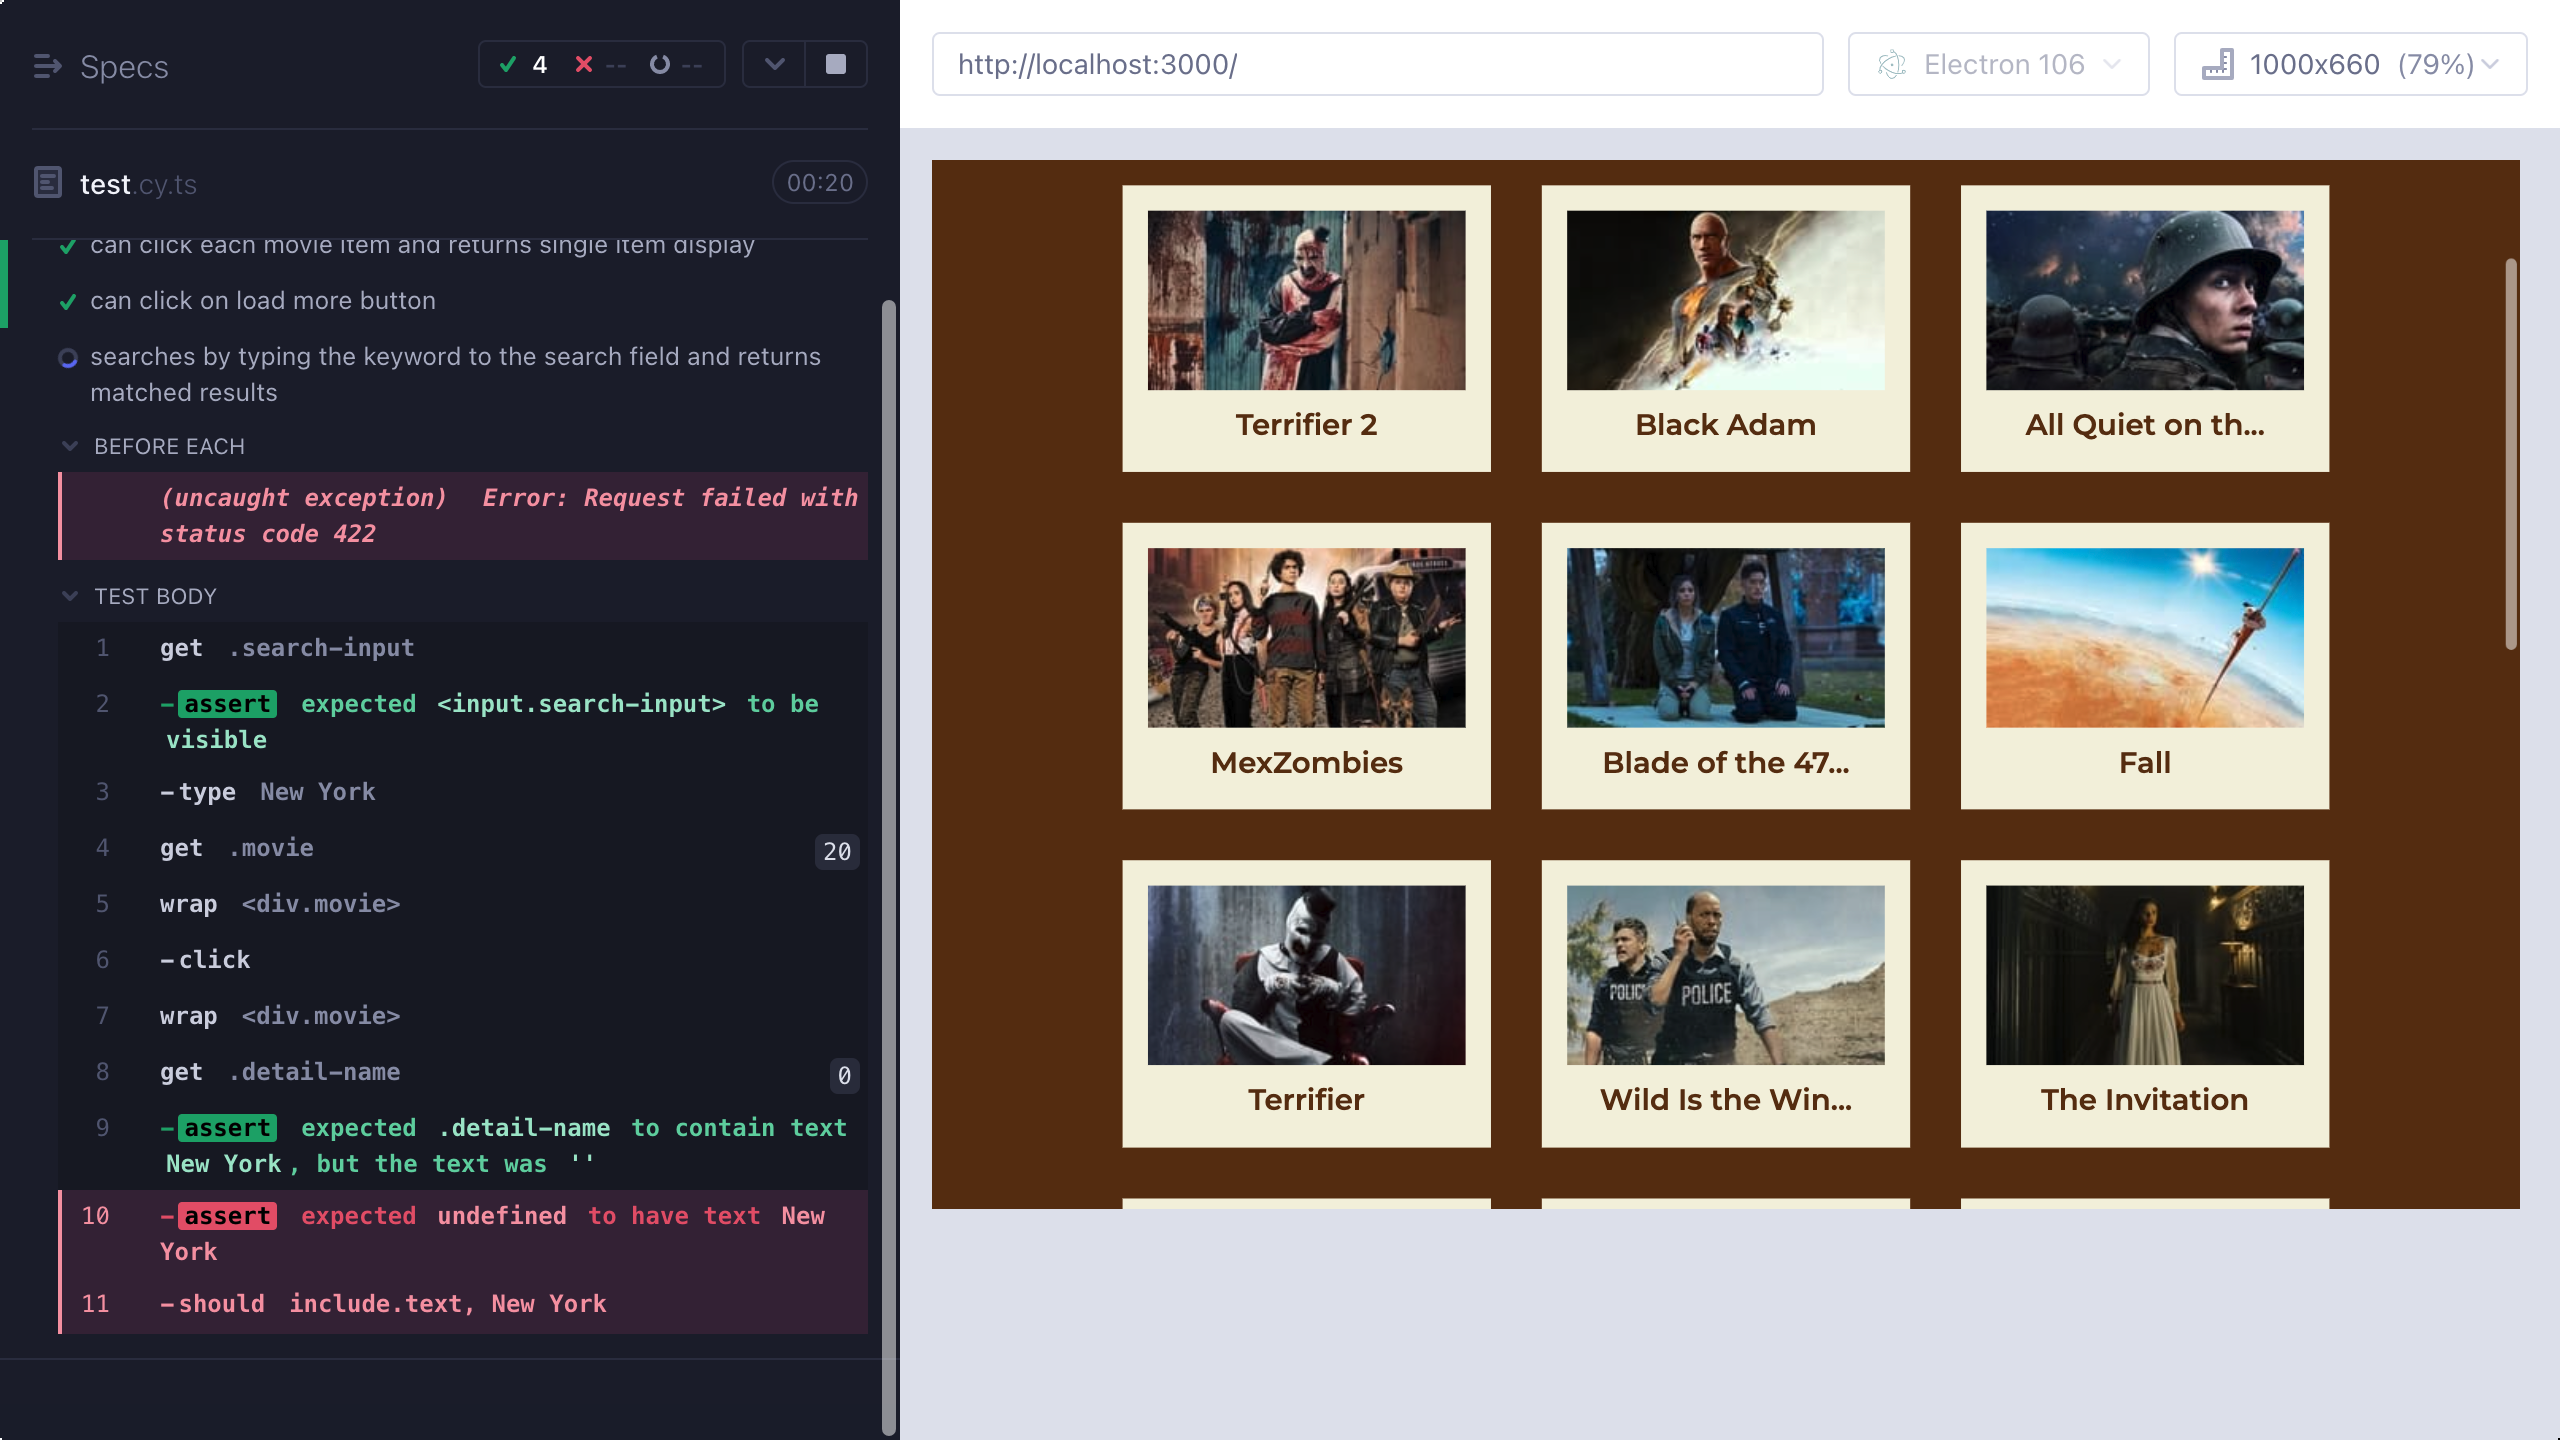 Specs
4 -- --
test.cy.ts
00:20
can click each movie item and returns single item display
can click on load more button
searches by typing the keyword to the search field and returns
matched results
BEFORE EACH
(uncaught exception) Error: Request failed with
status code 422
TEST BODY
1 get .search-input
2 -assert expected <input.search-input> to be
visible
3 -type New York
4 get .movie 20
5 wrap <div.movie>
6 -click
7 wrap <div.movie>
8 get .detail-name 0
9 -assert expected .detail-name to contain text
New York, but the text was ''
10 -assert expected undefined to have text New
York
11 -should include.text, New York
http://localhost:3000/
Electron 106
1000x660 (79%)
Terrifier 2
Black Adam
All Quiet on th...
MexZombies
Blade of the 47...
Fall
POLICE
POLICE
Terrifier
Wild Is the Win...
The Invitation